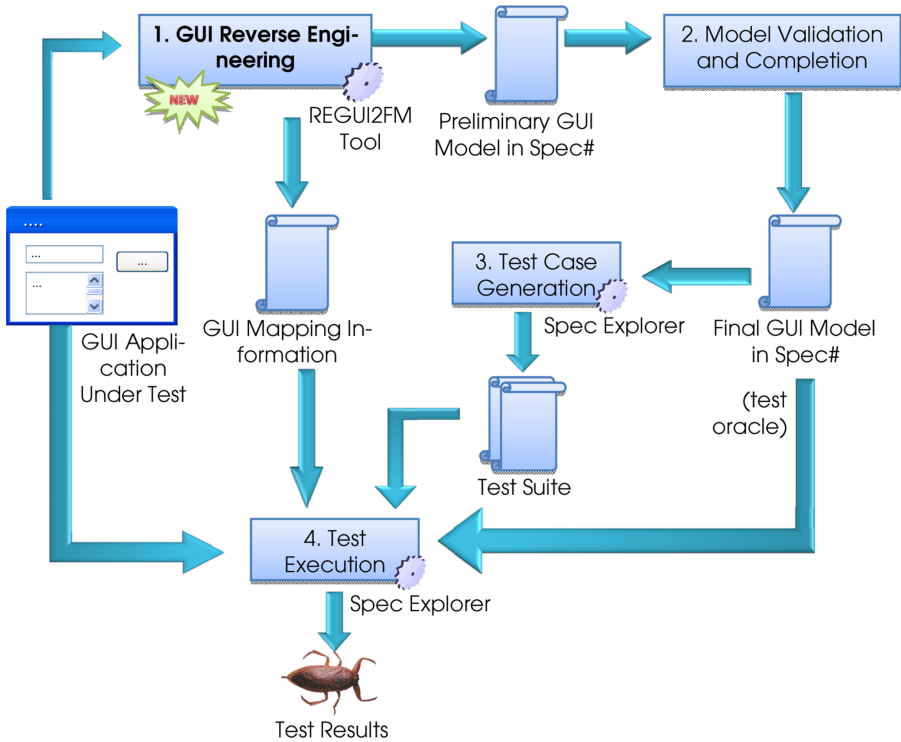 1. GUI Reverse Engi-
neering
NEW
REGUI2FM
Tool
Preliminary GUI
Model in Spec#
2. Model Validation
and Completion
....
...
...
...
GUI Appli-
cation
Under Test
GUI Mapping In-
formation
3. Test Case
Generation
Spec Explorer
Final GUI Model
in Spec#
(test
oracle)
Test Suite
4. Test
Execution
Spec Explorer
Test Results